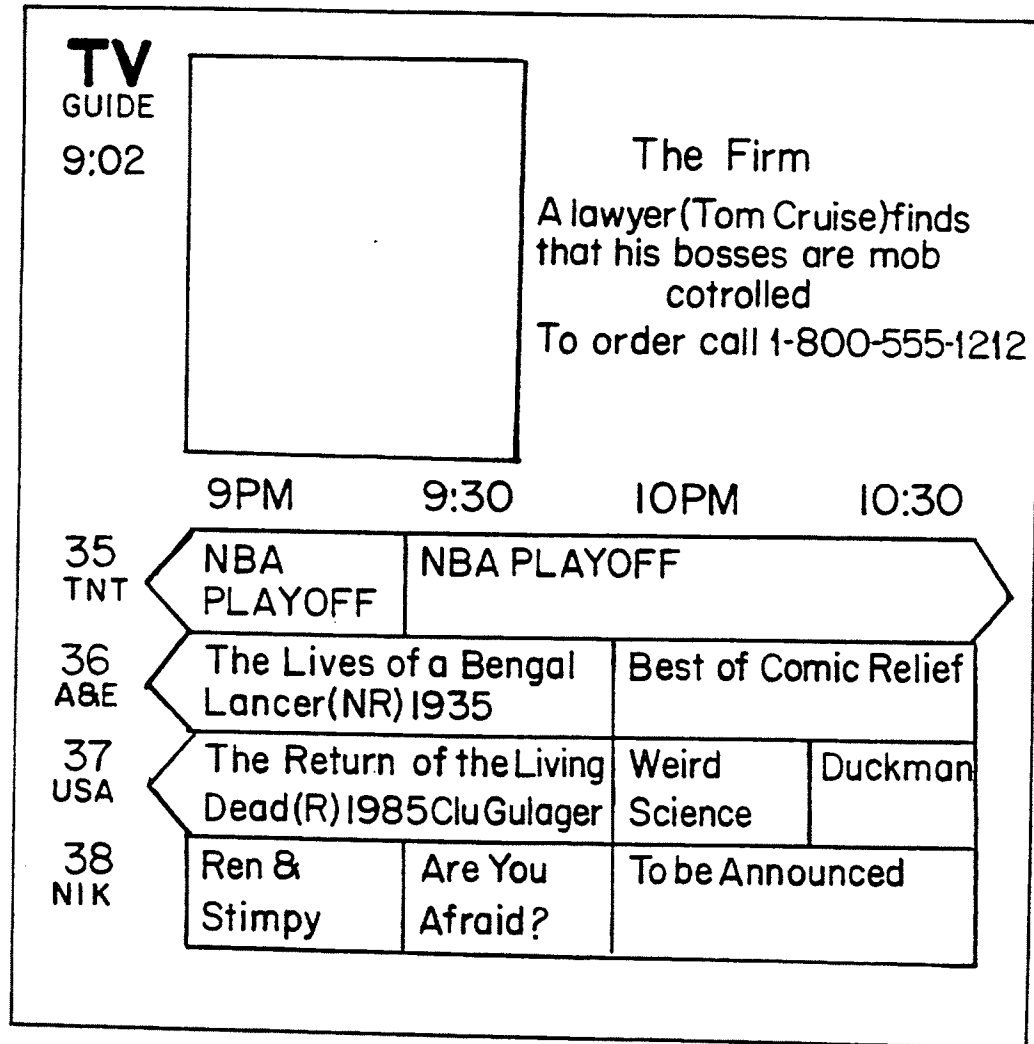 TV
GUIDE
9:02
The Firm
A lawyer(Tom Cruise)finds
that his bosses are mob
cotrolled
To order call 1-800-555-1212
9PM 9:30 10PM 10:30
35
TNT
NBA
PLAYOFF
NBA PLAYOFF
36
A&E
The Lives of a Bengal
Lancer(NR)1935
Best of Comic Relief
37
USA
The Return of the Living
Dead(R)1985Clu Gulager
Weird
Science
Duckman
38
NIK
Ren &
Stimpy
Are You
Afraid?
To be Announced